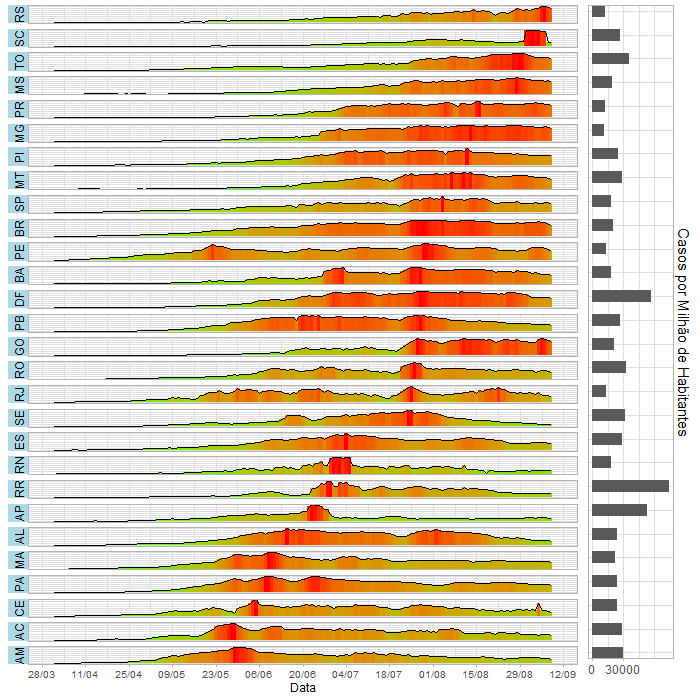 RS
SC
TO
MS
PR
MG
PI
MT
SP
BR
PE
BA
DF
PB
GO
RO
RJ
SE
ES
RN
RR
AP
AL
MA
PA
CE
AC
AM
28/03 11/04 25/04 09/05 23/05 06/06 20/06 04/07 18/07 01/08 15/08 29/08 12/09
Data
0 30000
Casos por Milhão de Habitantes